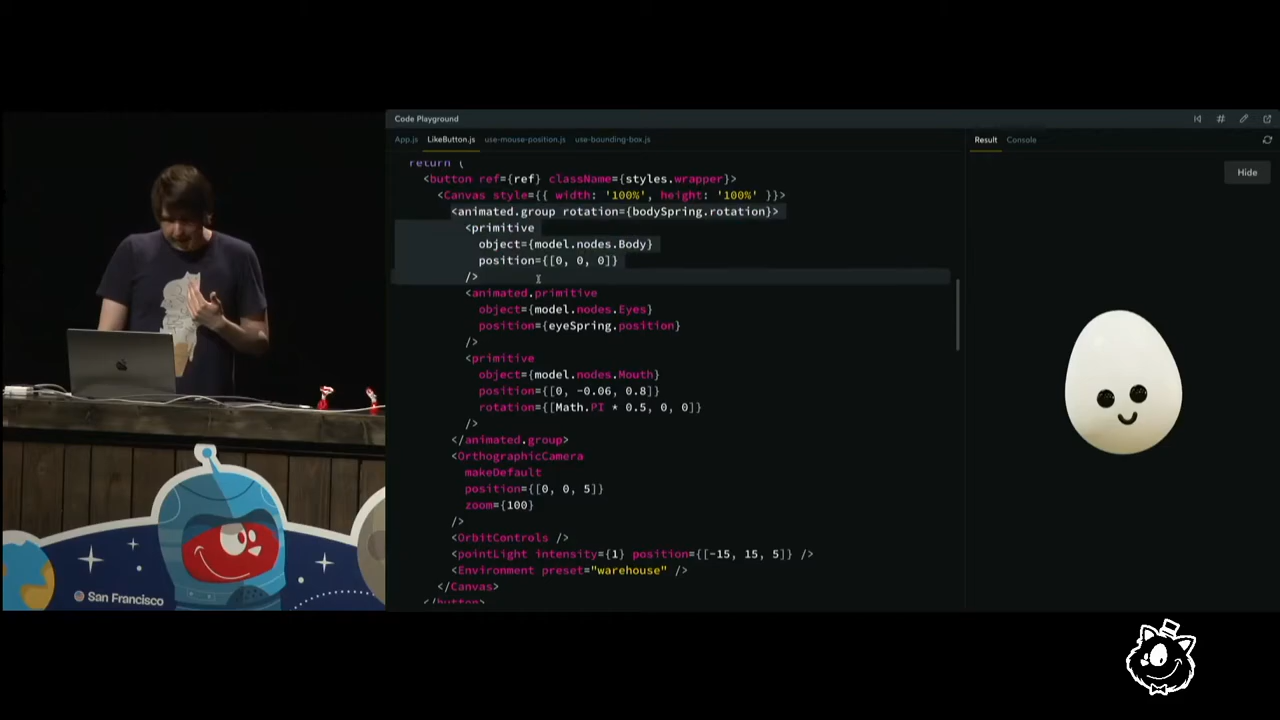 Code Playground
App.js LikeButton.js use-mouse-position.js use-bounding-box.js
Result Console
Hide
return (
<button ref={ref} className={styles.wrapper}>
<Canvas style={{ width: '100%', height: '100%' }}>
<animated.group rotation={bodySpring.rotation}>
<primitive
object={model.nodes.Body}
position={[0, 0, 0]}
/>
<animated.primitive
object={model.nodes.Eyes}
position={eyeSpring.position}
/>
<primitive
object={model.nodes.Mouth}
position={[0, -0.06, 0.8]}
rotation={[Math.PI * 0.5, 0, 0]}
/>
</animated.group>
<OrthographicCamera
makeDefault
position={[0, 0, 5]}
zoom={100}
/>
<OrbitControls />
<pointLight intensity={1} position={[-15, 15, 5]} />
<Environment preset="warehouse" />
</Canvas>
</button>
San Francisco